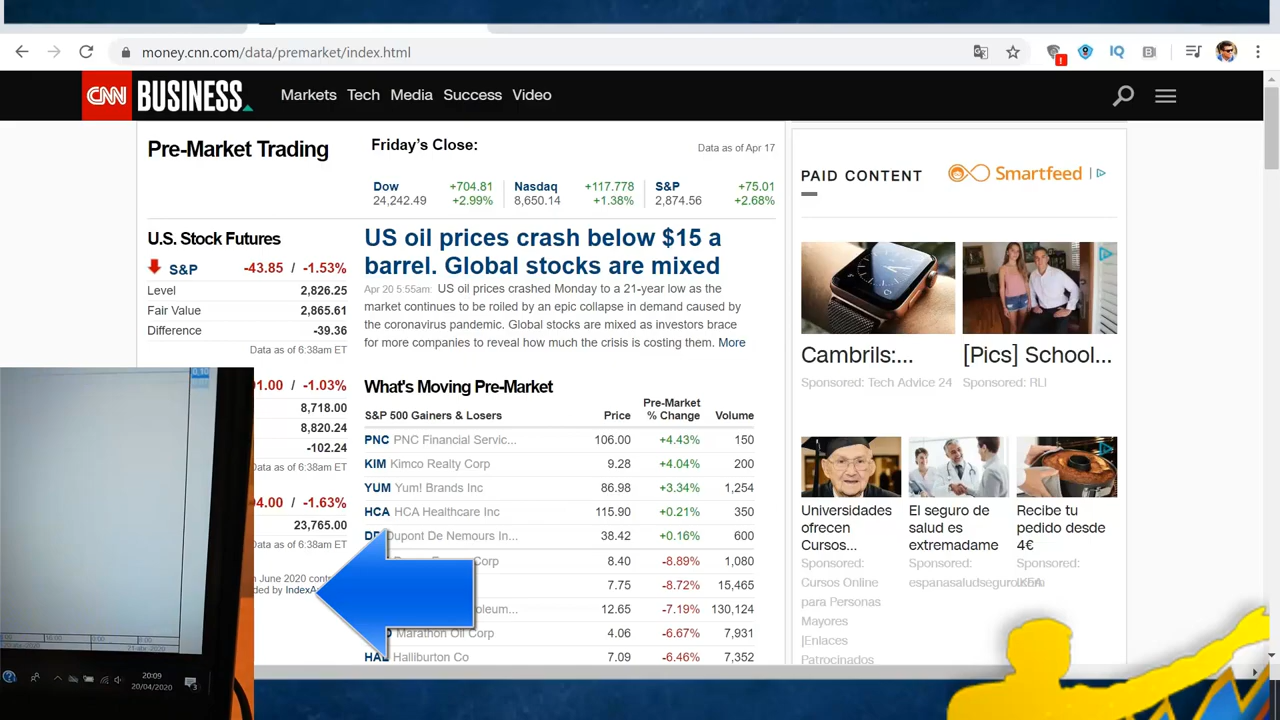 money.cnn.com/data/premarket/index.html
IQ
CNN BUSINESS
Markets Tech Media Success Video
Pre-Market Trading
Friday's Close:
Data as of Apr 17
Dow +704.81
24,242.49 +2.99%
Nasdaq +117.778
8,650.14 +1.38%
S&P +75.01
2,874.56 +2.68%
U.S. Stock Futures
S&P -43.85 / -1.53%
Level 2,826.25
Fair Value 2,865.61
Difference -39.36
Data as of 6:38am ET
01.00 / -1.03%
8,718.00
8,820.24
-102.24
Data as of 6:38am ET
04.00 / -1.63%
23,765.00
Data as of 6:38am ET
June 2020
ded by
US oil prices crash below $15 a
barrel. Global stocks are mixed
Apr 20 5:55am: US oil prices crashed Monday to a 21-year low as the
market continues to be roiled by an epic collapse in demand caused by
the coronavirus pandemic. Global stocks are mixed as investors brace
for more companies to reveal how much the crisis is costing them. More
What's Moving Pre-Market
S&P 500 Gainers & Losers Price Pre-Market % Change Volume
PNC PNC Financial Servic... 106.00 +4.43% 150
KIM Kimco Realty Corp 9.28 +4.04% 200
YUM Yum! Brands Inc 86.98 +3.34% 1,254
HCA HCA Healthcare Inc 115.90 +0.21% 350
Dupont De Nemours In... 38.42 +0.16% 600
Corp 8.40 -8.89% 1,080
7.75 -8.72% 15,465
oleum... 12.65 -7.19% 130,124
Marathon Oil Corp 4.06 -6.67% 7,931
HAL Halliburton Co 7.09 -6.46% 7,352
PAID CONTENT
Smartfeed
Cambrils:...
Sponsored: Tech Advice 24
[Pics] School...
Sponsored: RLI
Universidades
ofrecen
Cursos...
Sponsored:
Cursos Online
para Personas
Mayores
|Enlaces
Patrocinados
El seguro de
salud es
extremadame
Sponsored:
espanasaludseguro
Recibe tu
pedido desde
4€
Sponsored:
20:09
20/04/2020